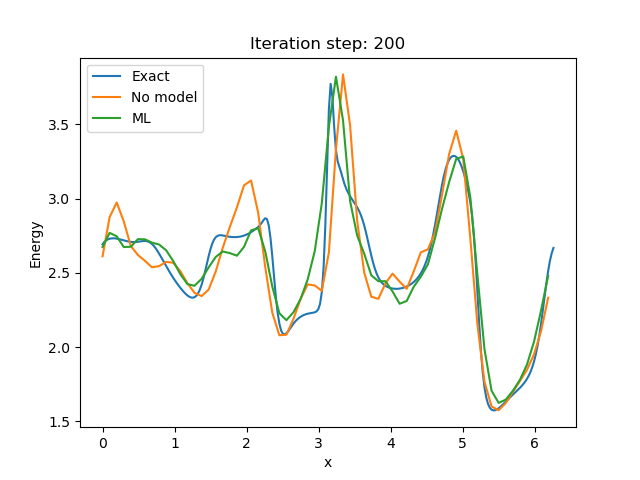 Iteration step: 200
Exact
No model
ML
Energy
3.5
3.0
2.5
2.0
1.5
0 1 2 3 4 5 6
x